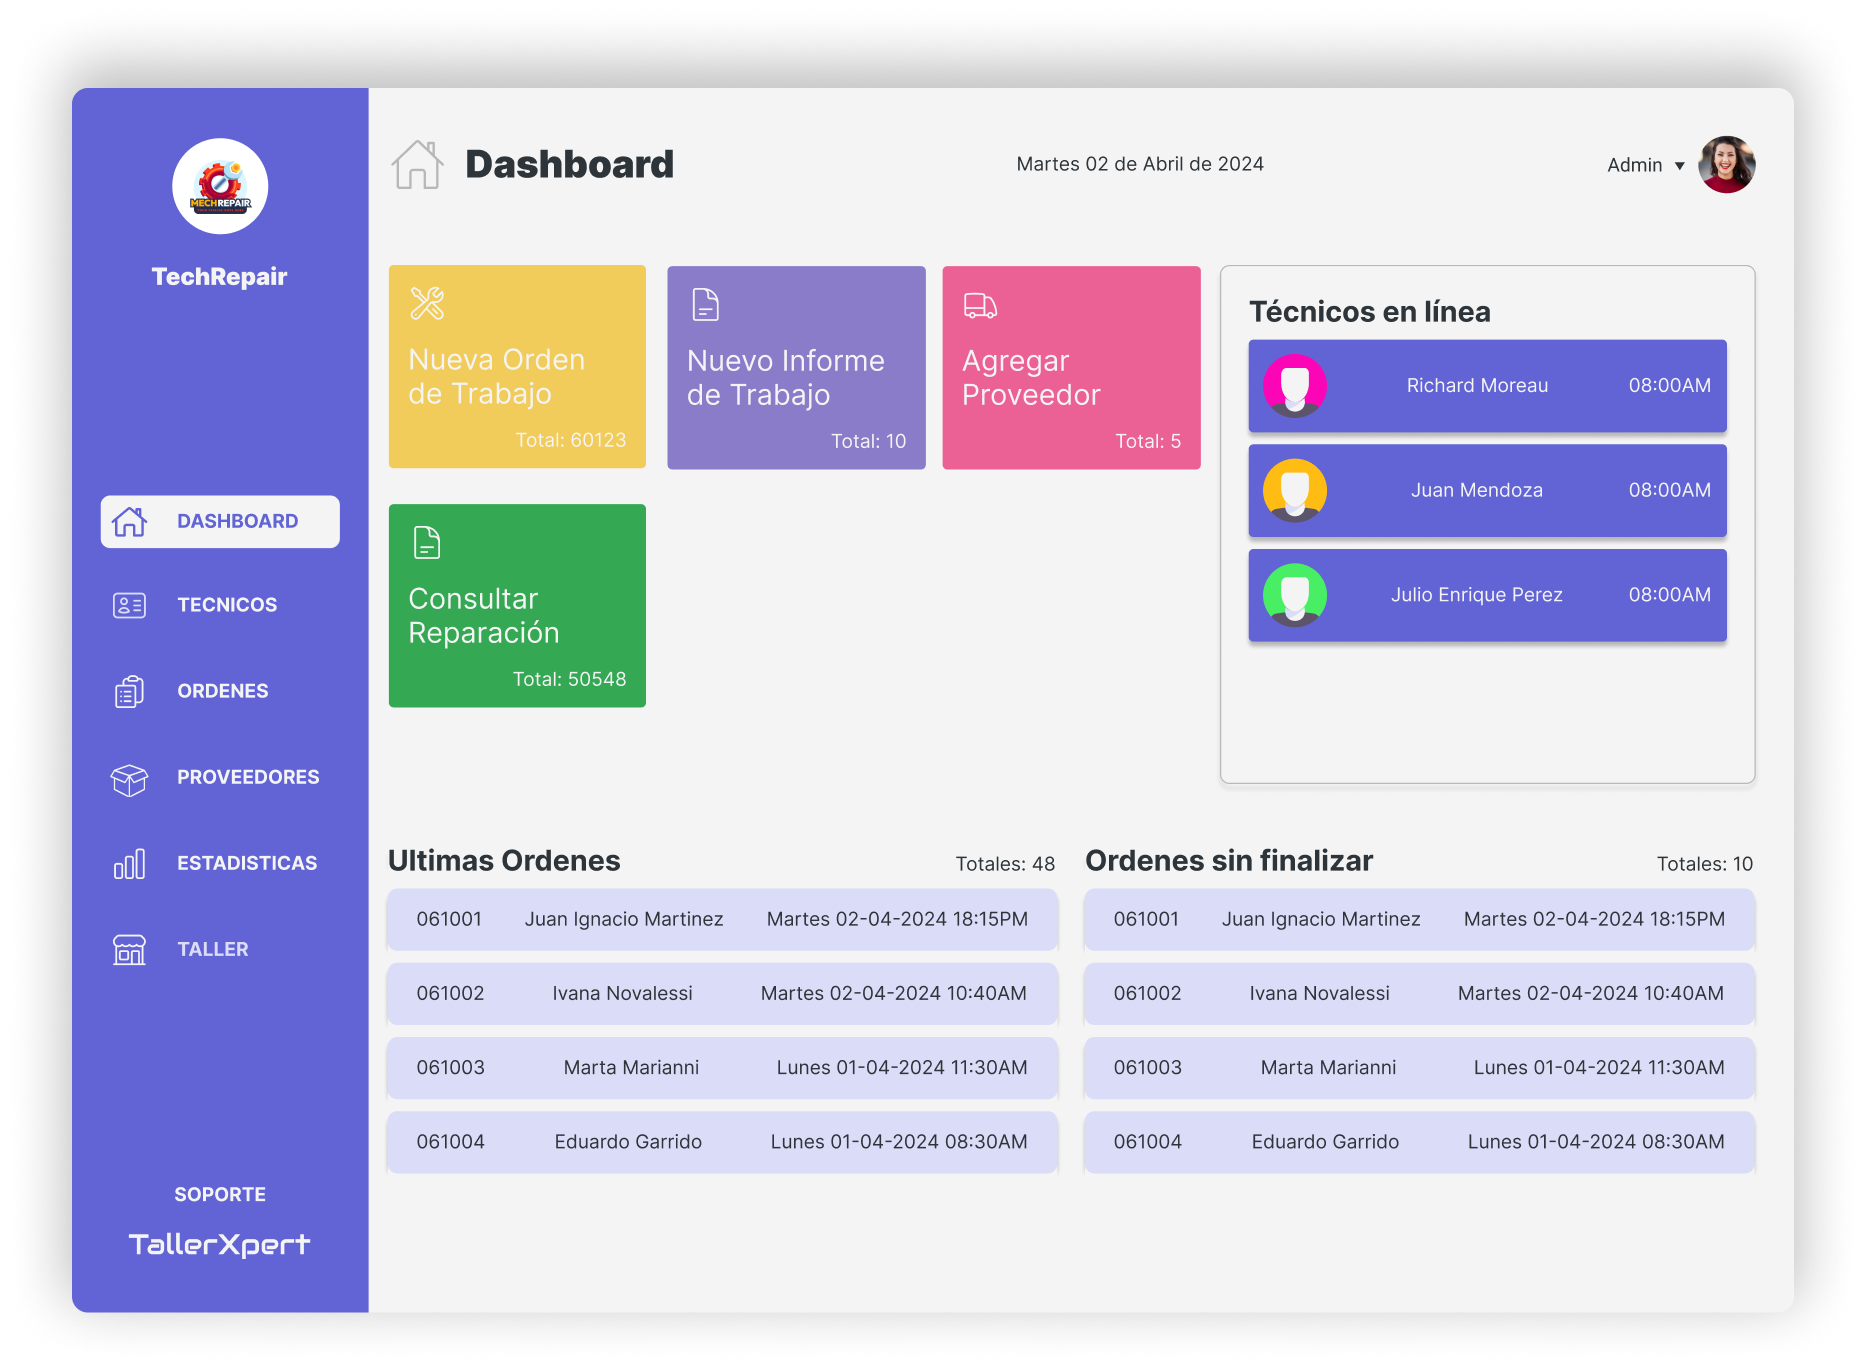 MECHREPAIR
TechRepair
DASHBOARD
TECNICOS
ORDENES
PROVEEDORES
ESTADISTICAS
TALLER
SOPORTE
TallerXpert
Dashboard
Martes 02 de Abril de 2024
Admin ▼
Nueva Orden
de Trabajo
Total: 60123
Nuevo Informe
de Trabajo
Total: 10
Agregar
Proveedor
Total: 5
Consultar
Reparación
Total: 50548
Técnicos en línea
Richard Moreau 08:00AM
Juan Mendoza 08:00AM
Julio Enrique Perez 08:00AM
Ultimas Ordenes Totales: 48
061001 Juan Ignacio Martinez Martes 02-04-2024 18:15PM
061002 Ivana Novalessi Martes 02-04-2024 10:40AM
061003 Marta Marianni Lunes 01-04-2024 11:30AM
061004 Eduardo Garrido Lunes 01-04-2024 08:30AM
Ordenes sin finalizar Totales: 10
061001 Juan Ignacio Martinez Martes 02-04-2024 18:15PM
061002 Ivana Novalessi Martes 02-04-2024 10:40AM
061003 Marta Marianni Lunes 01-04-2024 11:30AM
061004 Eduardo Garrido Lunes 01-04-2024 08:30AM